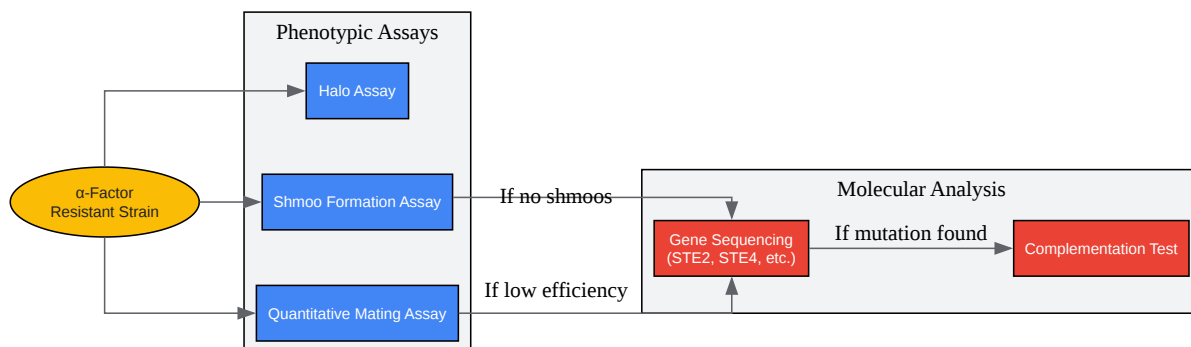 Phenotypic Assays
Halo Assay
α-Factor
Resistant Strain
Shmoo Formation Assay
If no shmoos
Quantitative Mating Assay
If low efficiency
Molecular Analysis
Gene Sequencing
(STE2, STE4, etc.)
If mutation found
Complementation Test